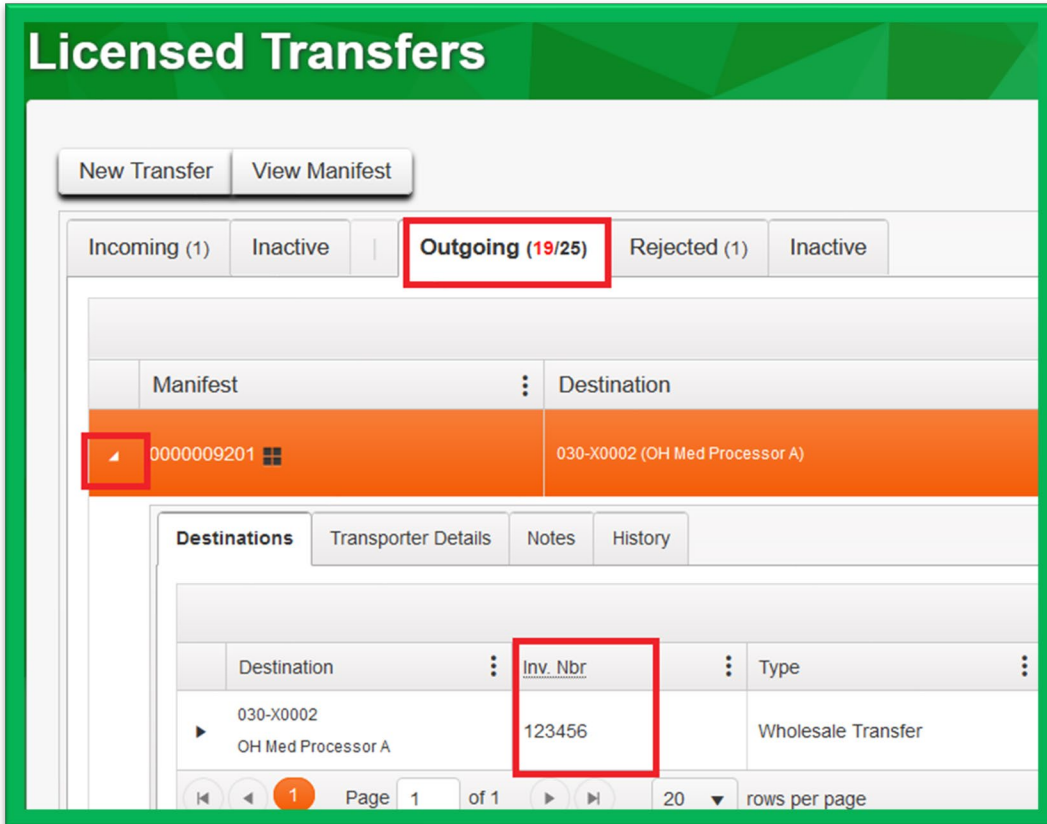 Licensed Transfers
New Transfer View Manifest
Incoming (1) Inactive | Outgoing (19/25) Rejected (1) Inactive
Manifest Destination
0000009201 030-X0002 (OH Med Processor A)
Destinations Transporter Details Notes History
Destination Inv. Nbr Type
030-X0002
OH Med Processor A 123456 Wholesale Transfer
1 Page 1 of 1 20 rows per page